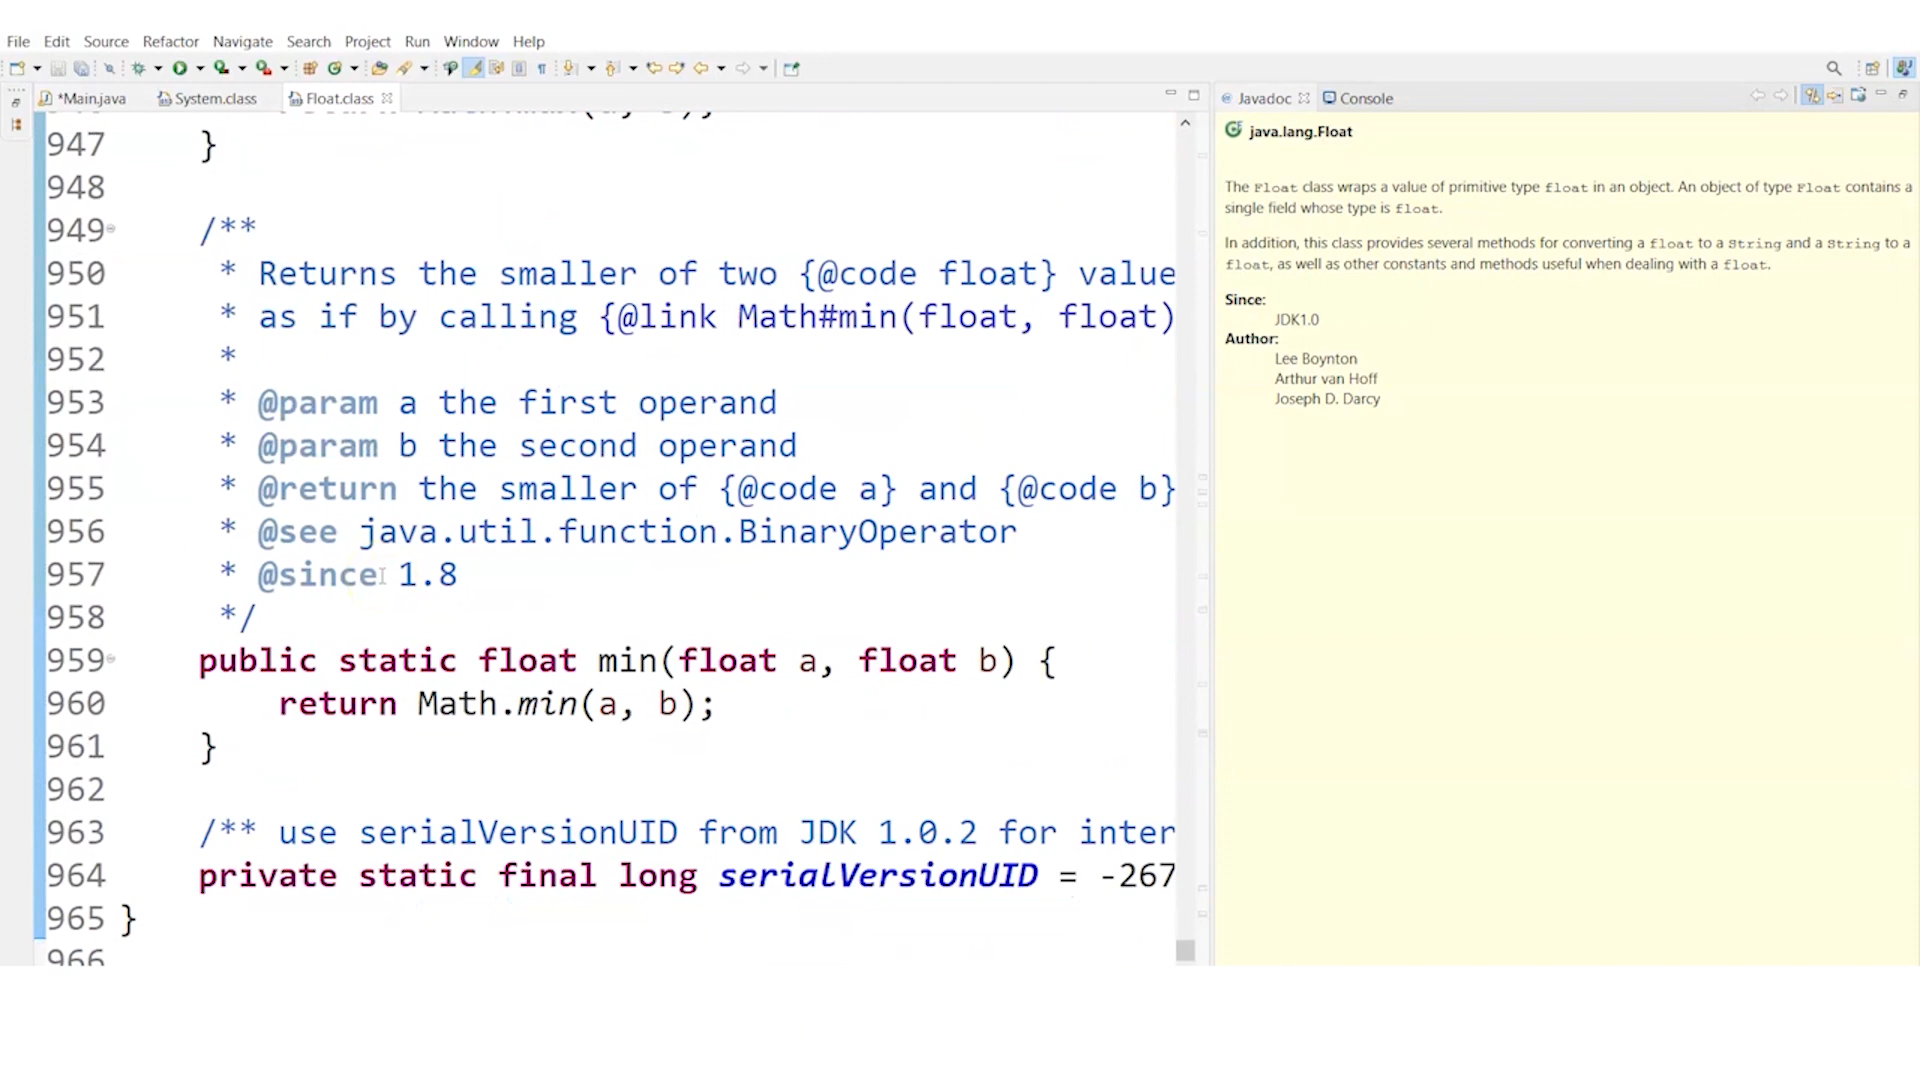 File Edit Source Refactor Navigate Search Project Run Window Help
*Main.java System.class Float.class
947 }
948
949 /**
950 * Returns the smaller of two {@code float} value
951 * as if by calling {@link Math#min(float, float)
952 *
953 * @param a the first operand
954 * @param b the second operand
955 * @return the smaller of {@code a} and {@code b}
956 * @see java.util.function.BinaryOperator
957 * @since 1.8
958 */
959 public static float min(float a, float b) {
960 return Math.min(a, b);
961 }
962
963 /** use serialVersionUID from JDK 1.0.2 for inter
964 private static final long serialVersionUID = -267
965 }
966
Javadoc Console
java.lang.Float
The Float class wraps a value of primitive type float in an object. An object of type Float contains a
single field whose type is float.
In addition, this class provides several methods for converting a float to a String and a String to a
float, as well as other constants and methods useful when dealing with a float.
Since:
JDK1.0
Author:
Lee Boynton
Arthur van Hoff
Joseph D. Darcy